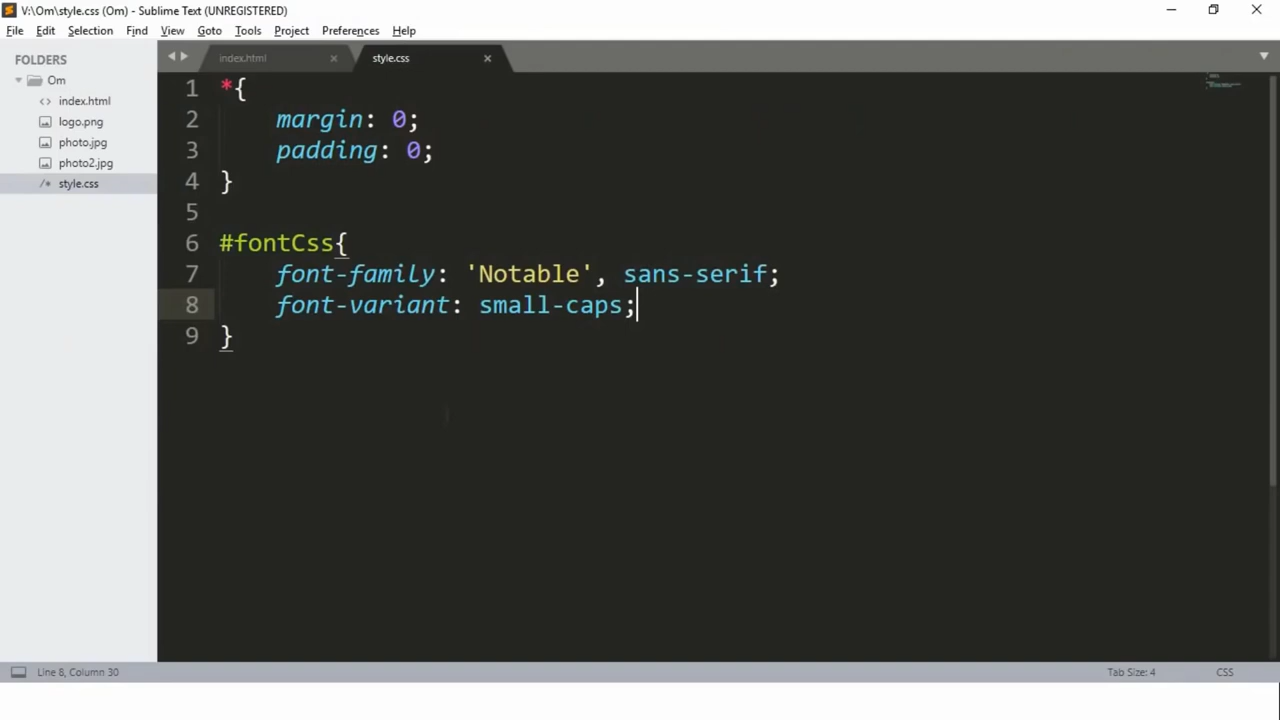 V:\Om\style.css (Om) - Sublime Text (UNREGISTERED)
File Edit Selection Find View Goto Tools Project Preferences Help
FOLDERS
Om
index.html
logo.png
photo.jpg
photo2.jpg
/* style.css
index.html style.css
1 *{
2 margin: 0;
3 padding: 0;
4 }
5
6 #fontCss{
7 font-family: 'Notable', sans-serif;
8 font-variant: small-caps;
9 }
Line 8, Column 30 Tab Size: 4 CSS